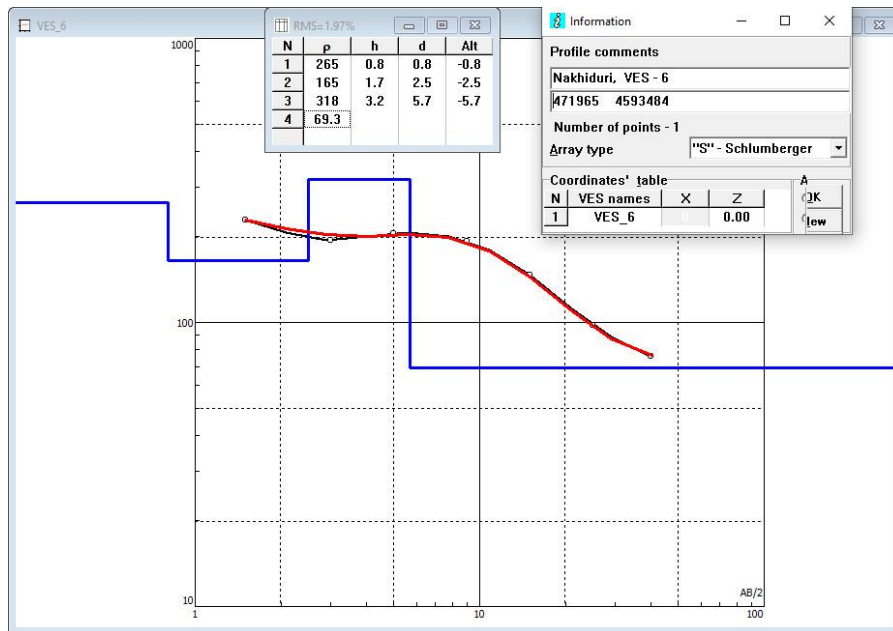 VES_6
RMS=1.97%
N ρ h d Alt
1 265 0.8 0.8 -0.8
2 165 1.7 2.5 -2.5
3 318 3.2 5.7 -5.7
4 69.3
Information
Profile comments
Nakhiduri, VES - 6
471965 4593484
Number of points - 1
Array type "S" - Schlumberger
Coordinates' table
N VES names X Z
1 VES_6 0 0.00
A
OK
lew
1000
100
10
1 10 100
AB/2